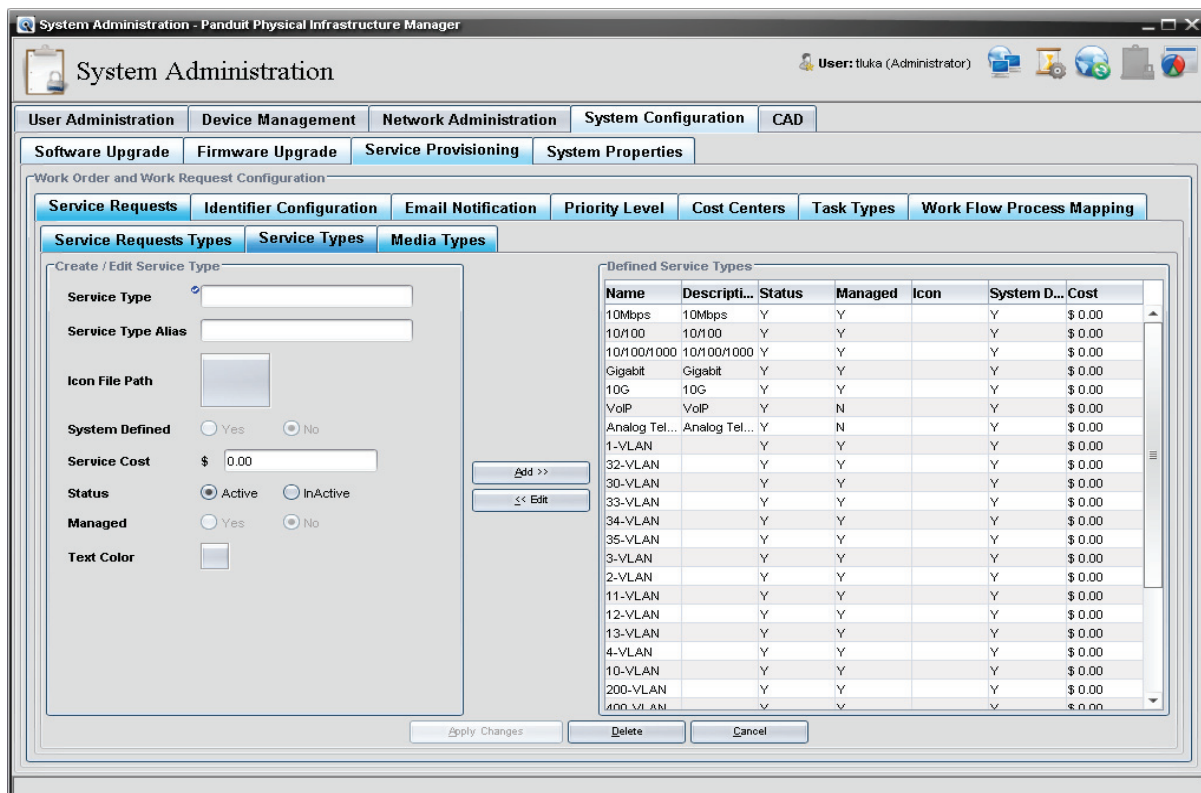 System Administration - Panduit Physical Infrastructure Manager
System Administration
User: tluka (Administrator)
User Administration Device Management Network Administration System Configuration CAD
Software Upgrade Firmware Upgrade Service Provisioning System Properties
Work Order and Work Request Configuration
Service Requests Identifier Configuration Email Notification Priority Level Cost Centers Task Types Work Flow Process Mapping
Service Requests Types Service Types Media Types
Create / Edit Service Type
Service Type
Service Type Alias
Icon File Path
System Defined Yes No
Service Cost $ 0.00
Status Active InActive
Managed Yes No
Text Color
Add >>
<< Edit
Defined Service Types
Name Descripti... Status Managed Icon System D... Cost
10Mbps 10Mbps Y Y Y $ 0.00
10/100 10/100 Y Y Y $ 0.00
10/100/1000 10/100/1000 Y Y Y $ 0.00
Gigabit Gigabit Y Y Y $ 0.00
10G 10G Y Y Y $ 0.00
VoIP VoIP Y N Y $ 0.00
Analog Tel... Analog Tel... Y N Y $ 0.00
1-VLAN Y Y Y $ 0.00
32-VLAN Y Y Y $ 0.00
30-VLAN Y Y Y $ 0.00
33-VLAN Y Y Y $ 0.00
34-VLAN Y Y Y $ 0.00
35-VLAN Y Y Y $ 0.00
3-VLAN Y Y Y $ 0.00
2-VLAN Y Y Y $ 0.00
11-VLAN Y Y Y $ 0.00
12-VLAN Y Y Y $ 0.00
13-VLAN Y Y Y $ 0.00
4-VLAN Y Y Y $ 0.00
10-VLAN Y Y Y $ 0.00
200-VLAN Y Y Y $ 0.00
400-VLAN Y Y Y $ 0.00
Apply Changes Delete Cancel